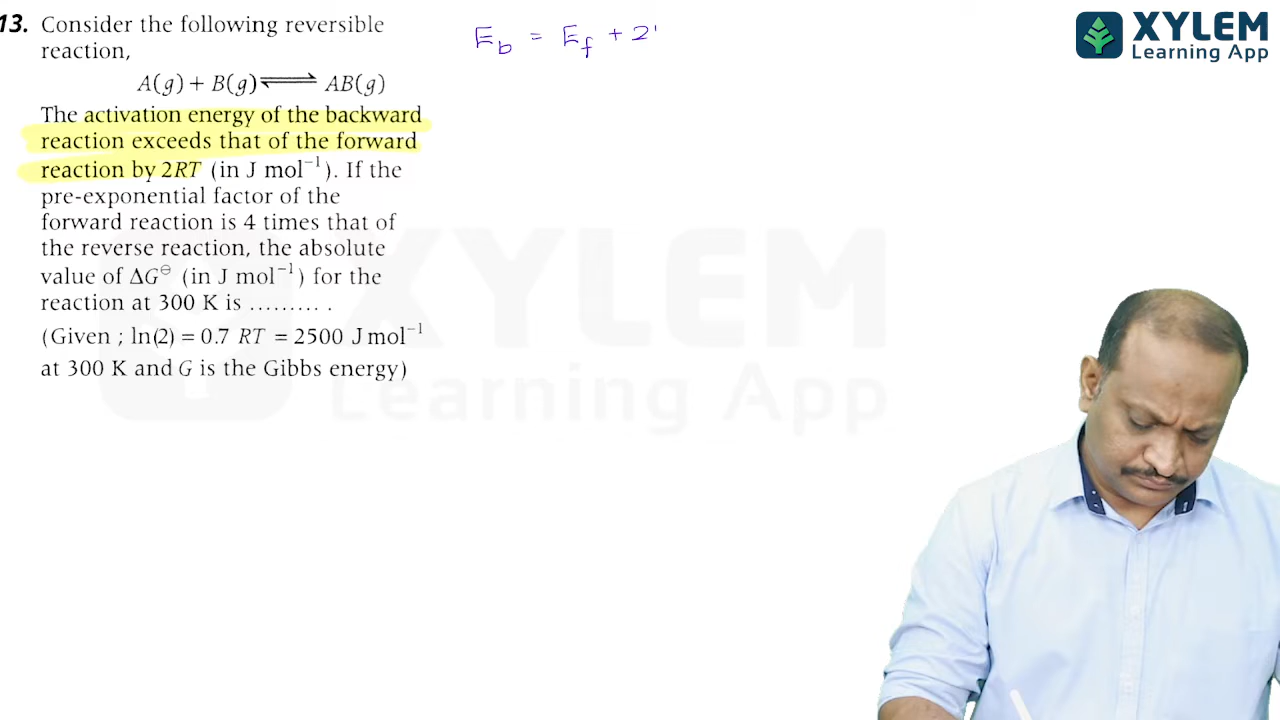 13. Consider the following reversible
reaction,
A(g) + B(g) ⇌ AB(g)
The activation energy of the backward
reaction exceeds that of the forward
reaction by 2RT (in J mol⁻¹). If the
pre-exponential factor of the
forward reaction is 4 times that of
the reverse reaction, the absolute
value of ΔG⊖ (in J mol⁻¹) for the
reaction at 300 K is ......... .
(Given ; ln(2) = 0.7 RT = 2500 J mol⁻¹
at 300 K and G is the Gibbs energy)
E_b = E_f + 2
XYLEM
Learning App
XYLEM
Learning App